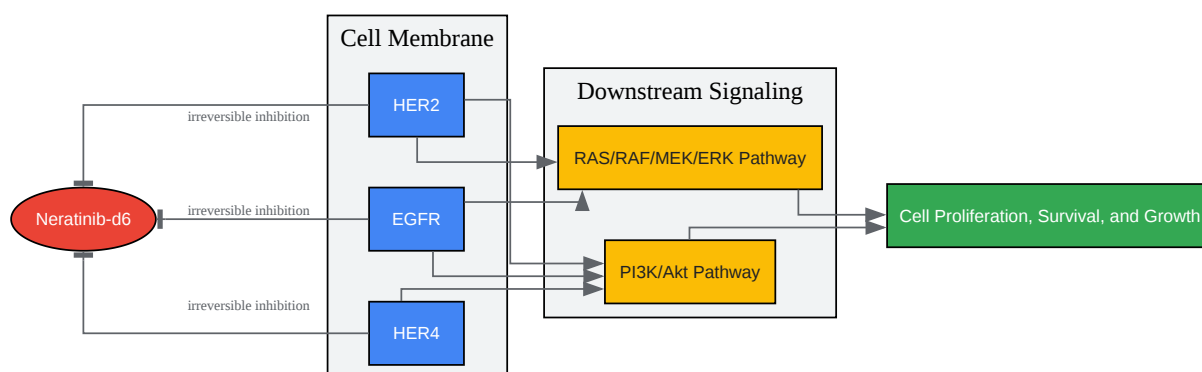 Cell Membrane
HER2
irreversible inhibition
Downstream Signaling
RAS/RAF/MEK/ERK Pathway
Neratinib-d6
irreversible inhibition
EGFR
Cell Proliferation, Survival, and Growth
PI3K/Akt Pathway
irreversible inhibition
HER4